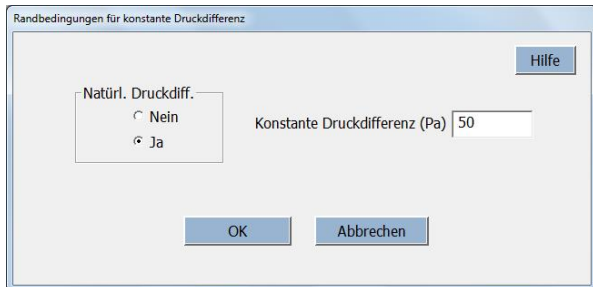 Randbedingungen für konstante Druckdifferenz
Hilfe
Natürl. Druckdiff.
Nein
Ja
Konstante Druckdifferenz (Pa) 50
OK
Abbrechen